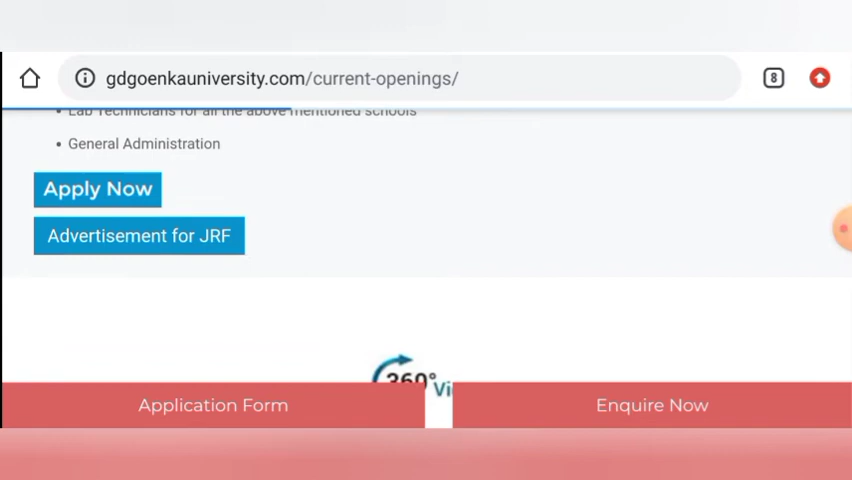 gdgoenkauniversity.com/current-openings/
8
Lab Technicians for all the above mentioned schools
General Administration
Apply Now
Advertisement for JRF
360°
Application Form
Enquire Now